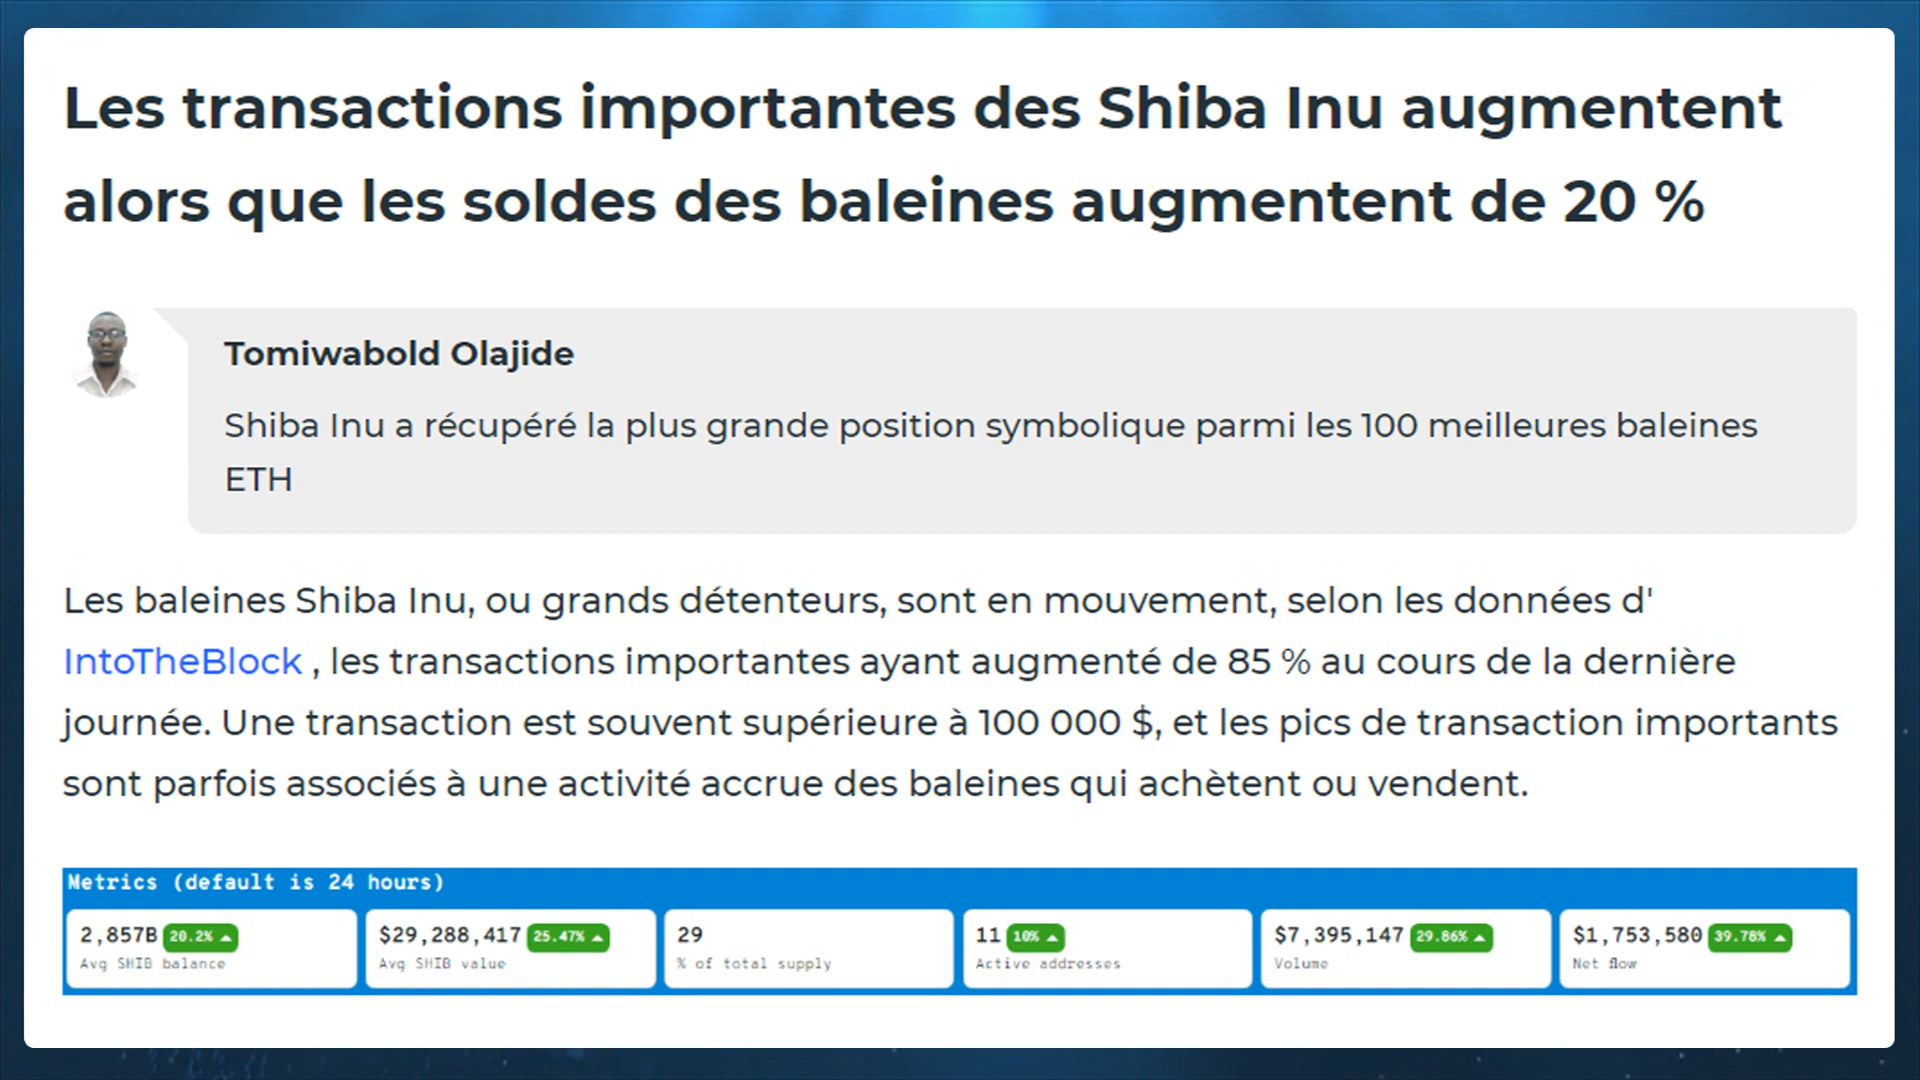 Les transactions importantes des Shiba Inu augmentent
alors que les soldes des baleines augmentent de 20 %
Tomiwabold Olajide
Shiba Inu a récupéré la plus grande position symbolique parmi les 100 meilleures baleines
ETH
Les baleines Shiba Inu, ou grands détenteurs, sont en mouvement, selon les données d'
IntoTheBlock , les transactions importantes ayant augmenté de 85 % au cours de la dernière
journée. Une transaction est souvent supérieure à 100 000 $, et les pics de transaction importants
sont parfois associés à une activité accrue des baleines qui achètent ou vendent.
Metrics (default is 24 hours)
2,857B 20.2% ▲ $29,288,417 25.47% ▲ 29 11 10% ▲ $7,395,147 29.86% ▲ $1,753,580 39.78% ▲
Avg SHIB balance Avg SHIB value % of total supply Active addresses Volume Net flow